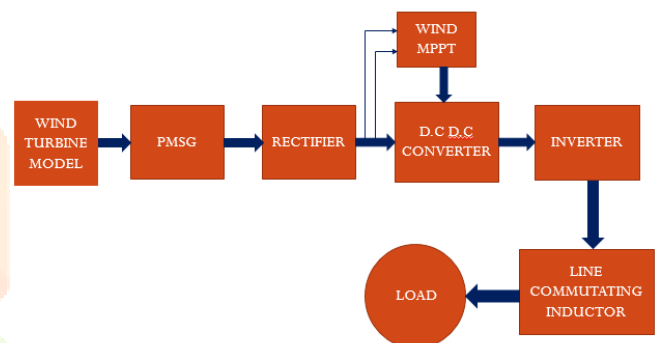 WIND
MPPT
WIND
TURBINE
MODEL
PMSG
RECTIFIER
D.C D.C
CONVERTER
INVERTER
LOAD
LINE
COMMUTATING
INDUCTOR